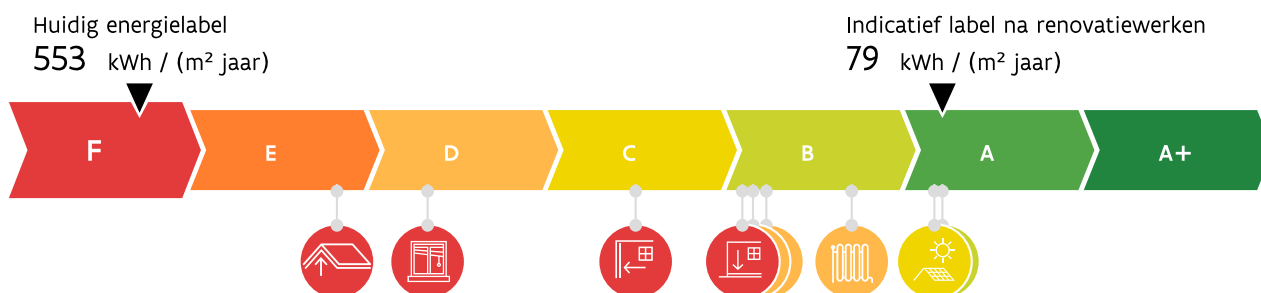 Huidig energielabel
553 kWh / (m² jaar)
Indicatief label na renovatiewerken
79 kWh / (m² jaar)
F
E
D
C
B
A
A+